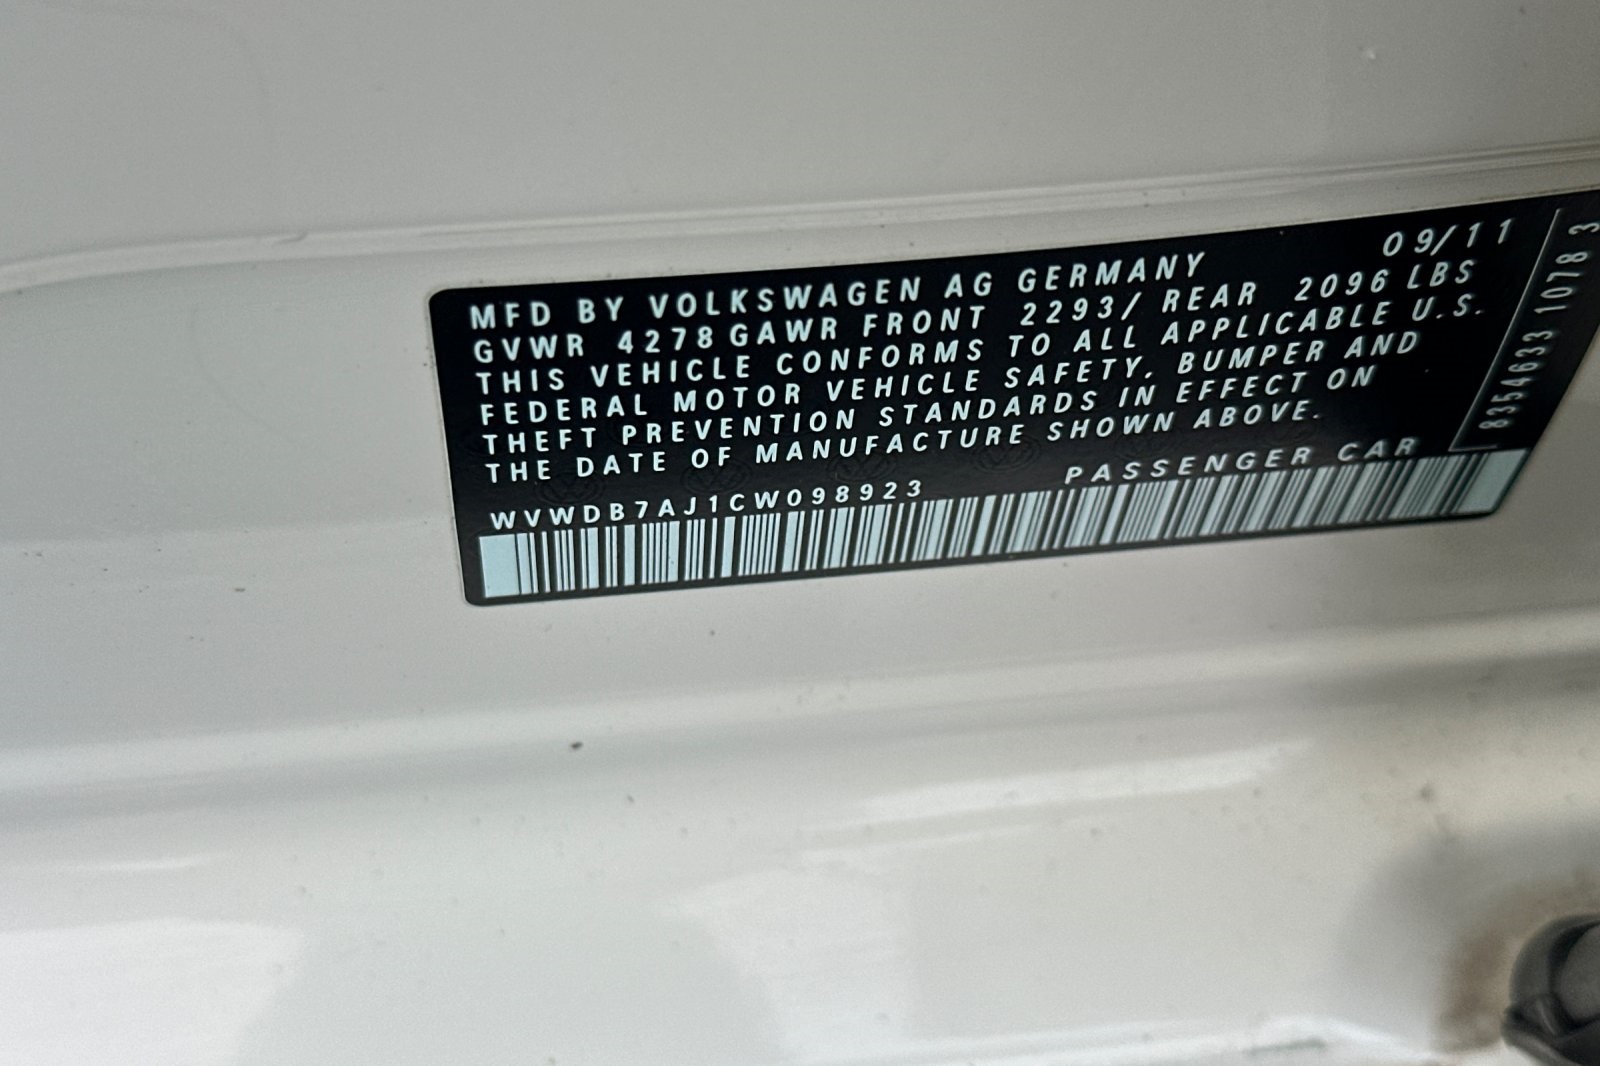 MFD BY VOLKSWAGEN AG GERMANY 09/11
GVWR 4278 GAWR FRONT 2293/ REAR 2096 LBS
THIS VEHICLE CONFORMS TO ALL APPLICABLE U.S.
FEDERAL MOTOR VEHICLE SAFETY, BUMPER AND
THEFT PREVENTION STANDARDS IN EFFECT ON
THE DATE OF MANUFACTURE SHOWN ABOVE.
WVWDB7AJ1CW098923 PASSENGER CAR
8354633 1078 3